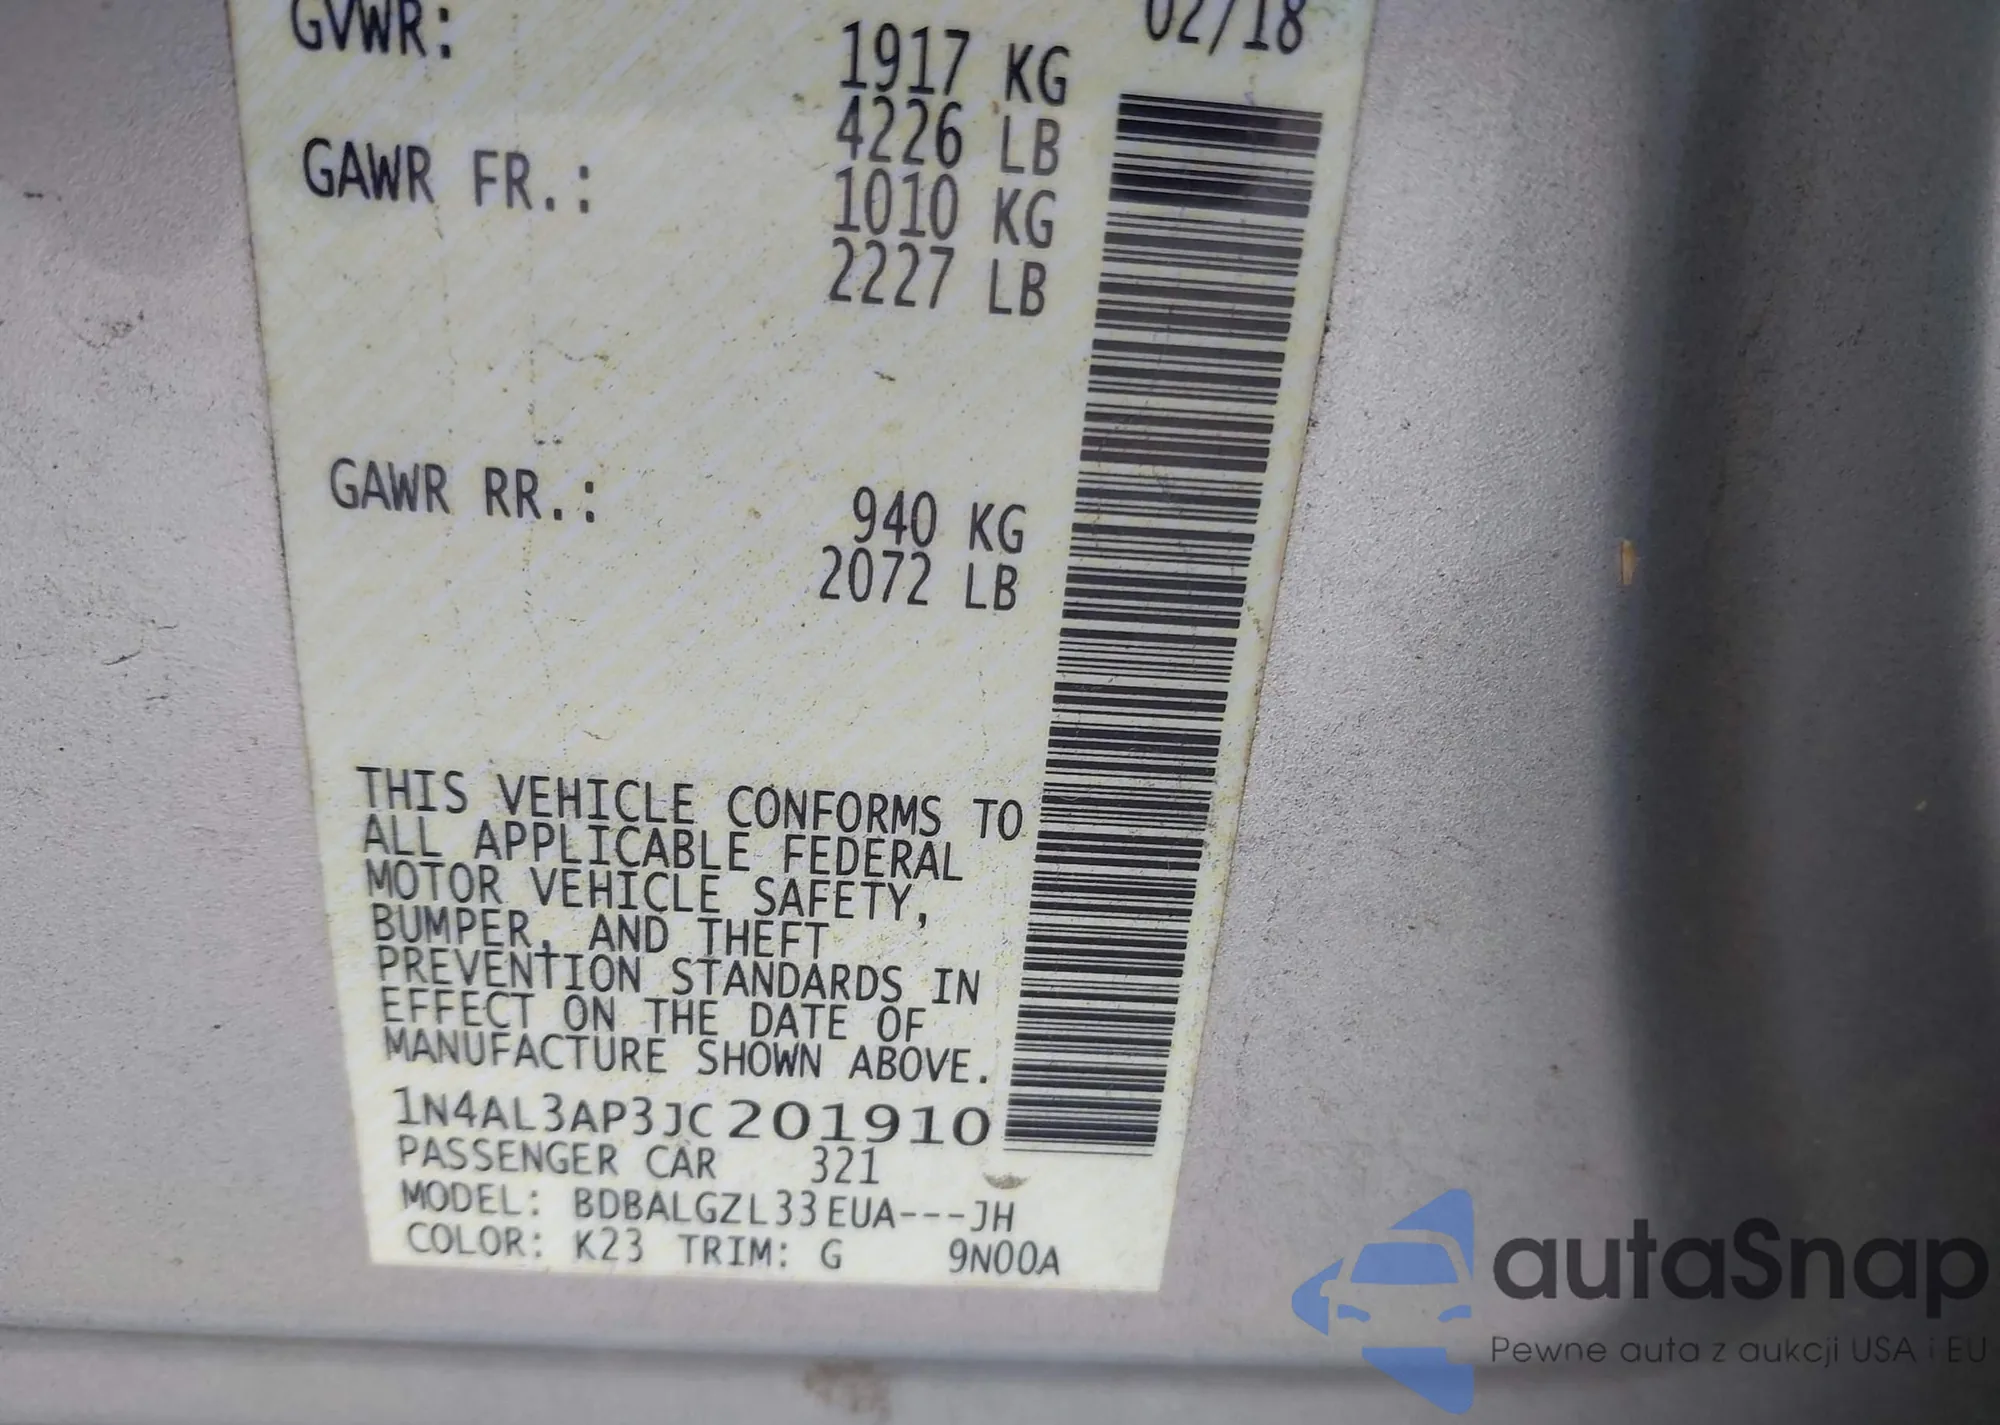 GVWR: 02/18
1917 KG
4226 LB
GAWR FR.: 1010 KG
2227 LB
GAWR RR.: 940 KG
2072 LB
THIS VEHICLE CONFORMS TO
ALL APPLICABLE FEDERAL
MOTOR VEHICLE SAFETY,
BUMPER, AND THEFT
PREVENTION STANDARDS IN
EFFECT ON THE DATE OF
MANUFACTURE SHOWN ABOVE.
1N4AL3AP3JC201910
PASSENGER CAR 321
MODEL: BDBALGZL33EUA---JH
COLOR: K23 TRIM: G 9N00A
autaSnap
Pewne auta z aukcji USA i EU